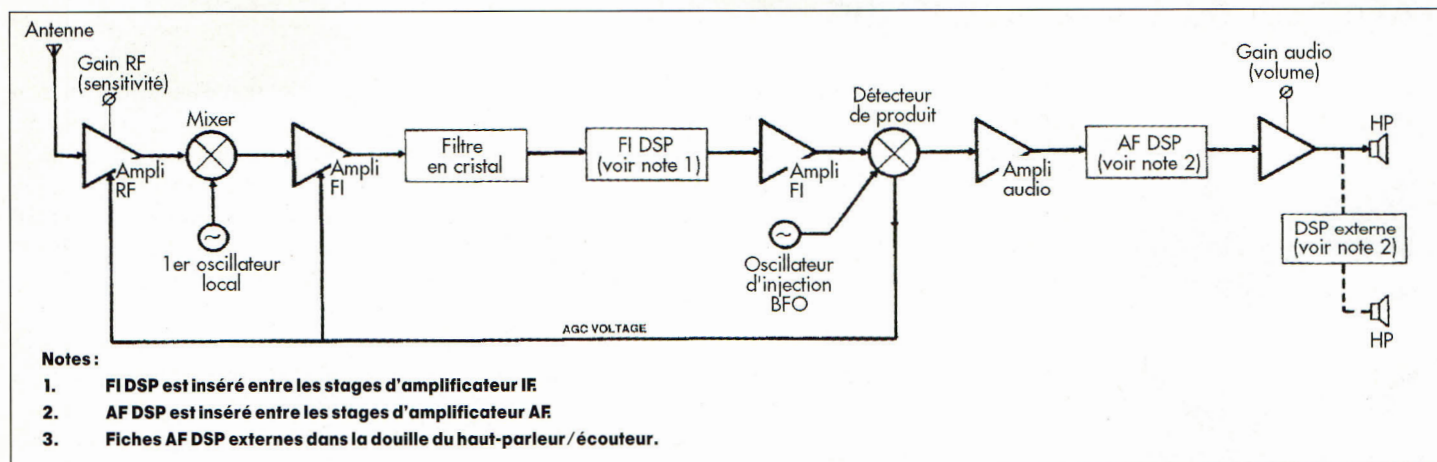 Antenne
Gain RF
(sensitivité)
Ampli
RF
Mixer
1er oscillateur
local
Ampli
FI
Filtre
en cristal
FI DSP
(voir note 1)
Ampli
FI
Détecteur
de produit
Oscillateur
d'injection
BFO
Ampli
audio
AF DSP
(voir note 2)
Gain audio
(volume)
HP
DSP externe
(voir note 2)
HP
AGC VOLTAGE
Notes:
1. FI DSP est inséré entre les stages d'amplificateur IF.
2. AF DSP est inséré entre les stages d'amplificateur AF.
3. Fiches AF DSP externes dans la douille du haut-parleur/écouteur.